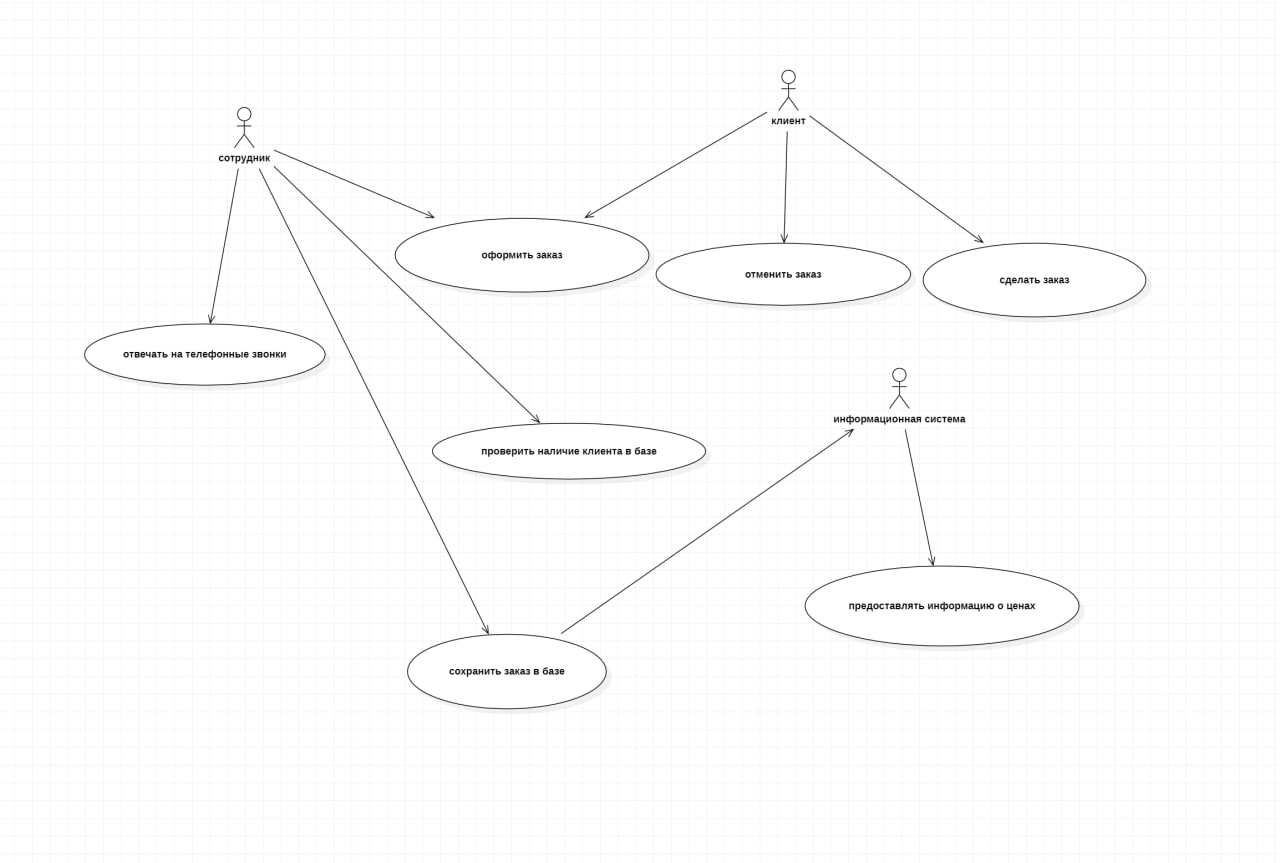 клиент
сотрудник
оформить заказ
отменить заказ
сделать заказ
отвечать на телефонные звонки
информационная система
проверить наличие клиента в базе
предоставлять информацию о ценах
сохранить заказ в базе